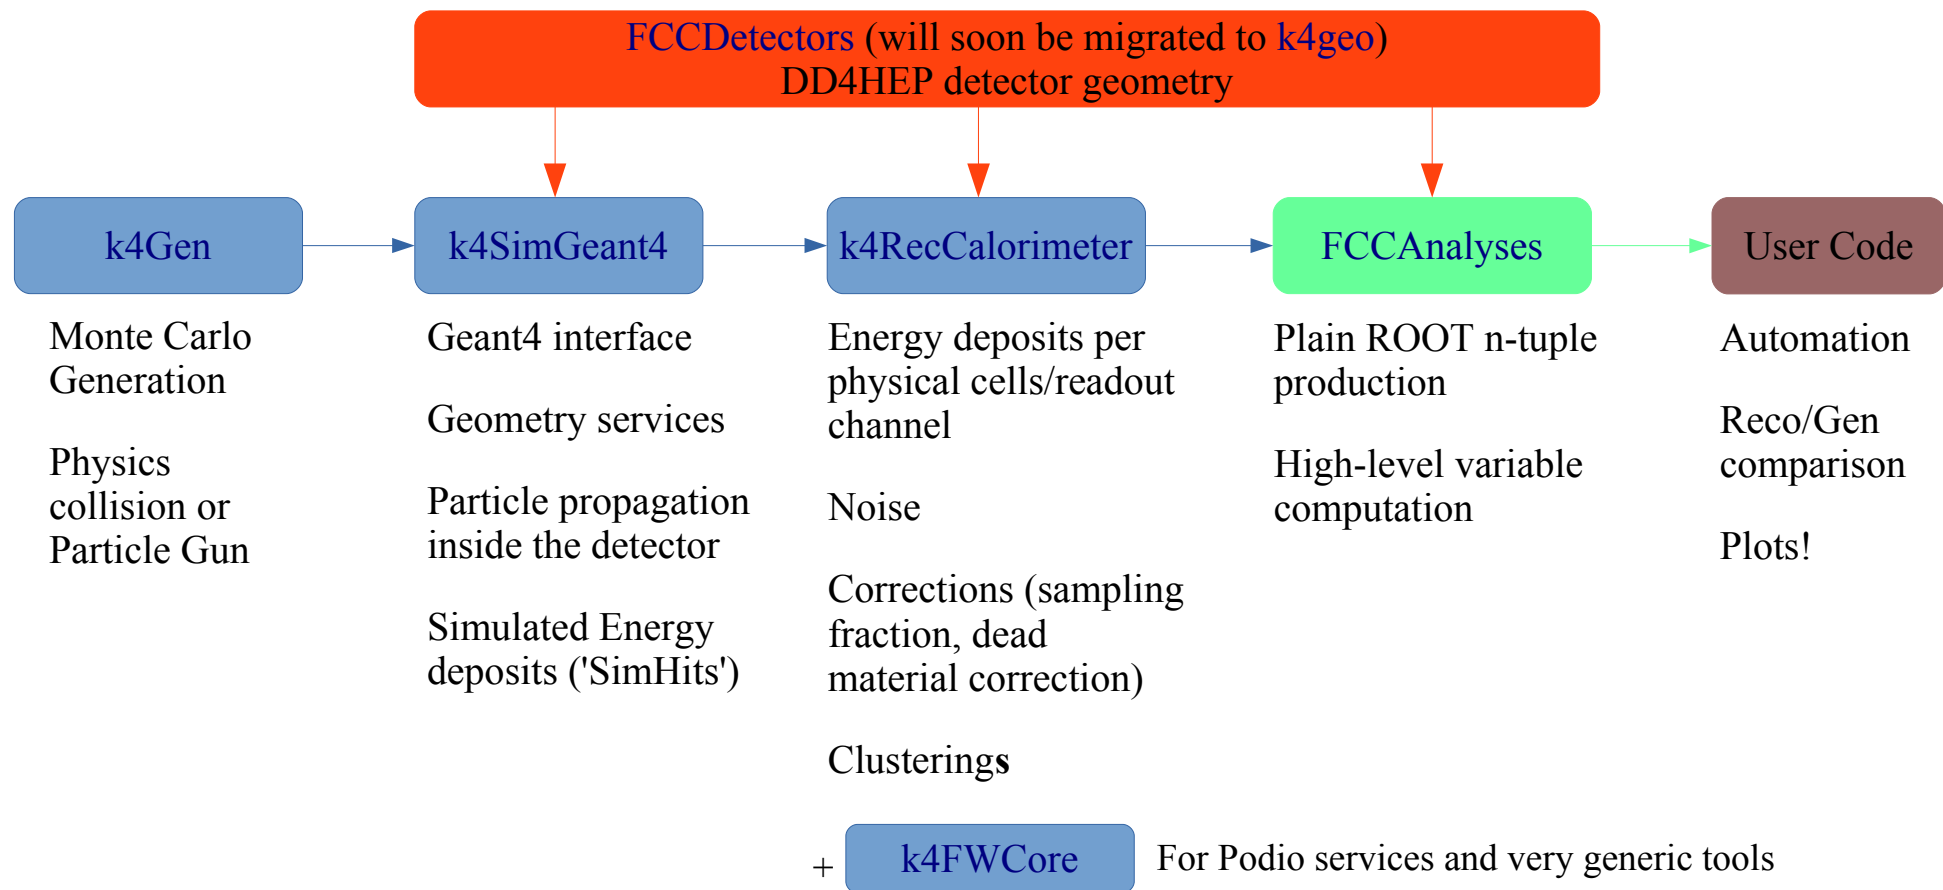 FCCDetectors (will soon be migrated to k4geo)
DD4HEP detector geometry
k4Gen
k4SimGeant4
k4RecCalorimeter
FCCAnalyses
User Code
Monte Carlo
Generation
Physics
collision or
Particle Gun
Geant4 interface
Geometry services
Particle propagation
inside the detector
Simulated Energy
deposits ('SimHits')
Energy deposits per
physical cells/readout
channel
Noise
Corrections (sampling
fraction, dead
material correction)
Clusterings
Plain ROOT n-tuple
production
High-level variable
computation
Automation
Reco/Gen
comparison
Plots!
+ k4FWCore For Podio services and very generic tools